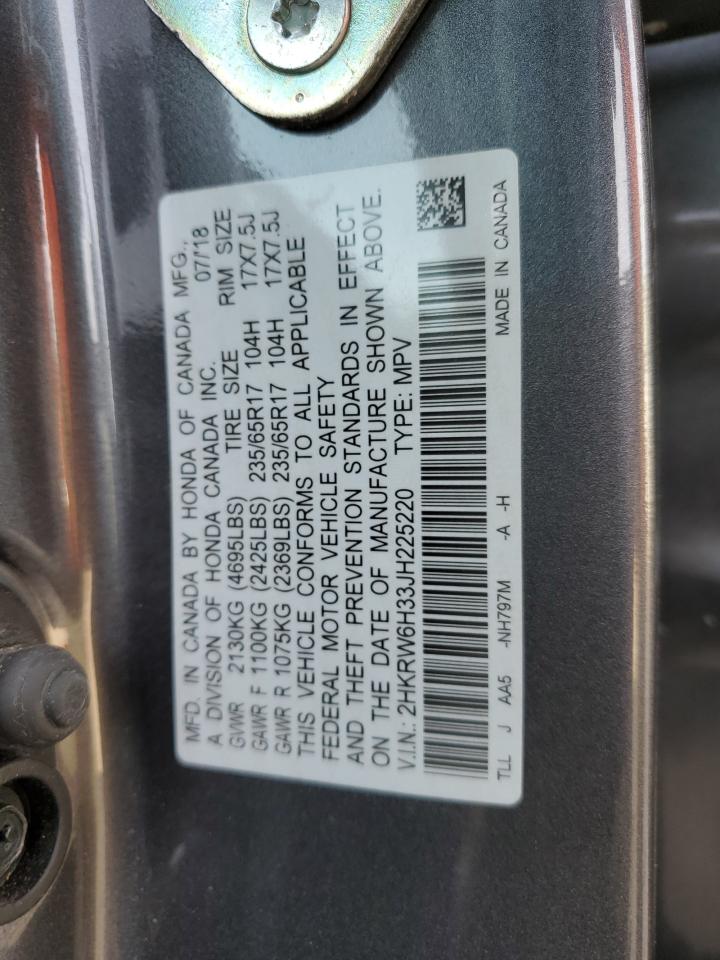 MFD. IN CANADA BY HONDA OF CANADA MFG.,
A DIVISION OF HONDA CANADA INC. 07/18
GVWR 2130KG (4695LBS) TIRE SIZE RIM SIZE
GAWR F 1100KG (2425LBS) 235/65R17 104H 17X7.5J
GAWR R 1075KG (2369LBS) 235/65R17 104H 17X7.5J
THIS VEHICLE CONFORMS TO ALL APPLICABLE
FEDERAL MOTOR VEHICLE SAFETY
AND THEFT PREVENTION STANDARDS IN EFFECT
ON THE DATE OF MANUFACTURE SHOWN ABOVE.
V.I.N.: 2HKRW6H33JH225220 TYPE: MPV
TLL J AA5 -NH797M -A -H MADE IN CANADA